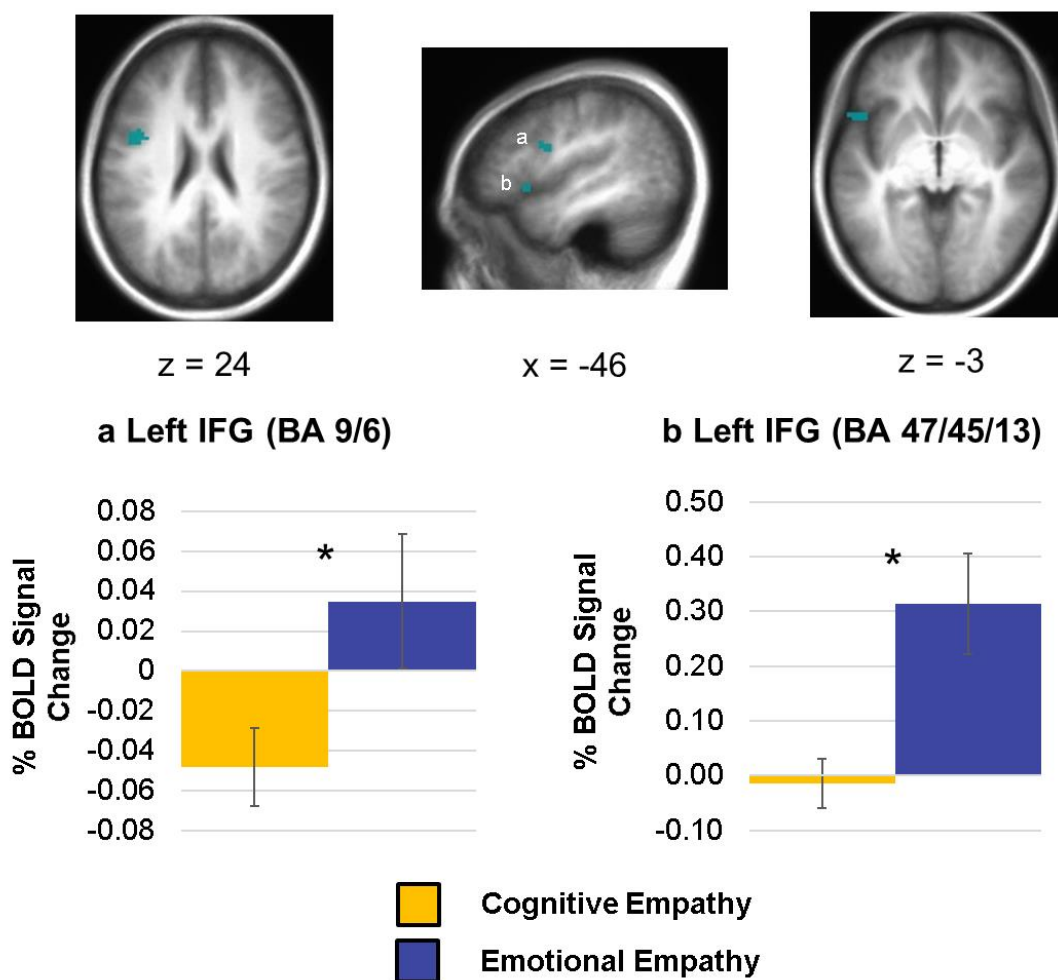 a
b
z = 24
x = -46
z = -3
a Left IFG (BA 9/6)
b Left IFG (BA 47/45/13)
% BOLD Signal
Change
0.08
0.06
0.04
0.02
0
-0.02
-0.04
-0.06
-0.08
*
% BOLD Signal
Change
0.50
0.40
0.30
0.20
0.10
0.00
-0.10
*
Cognitive Empathy
Emotional Empathy